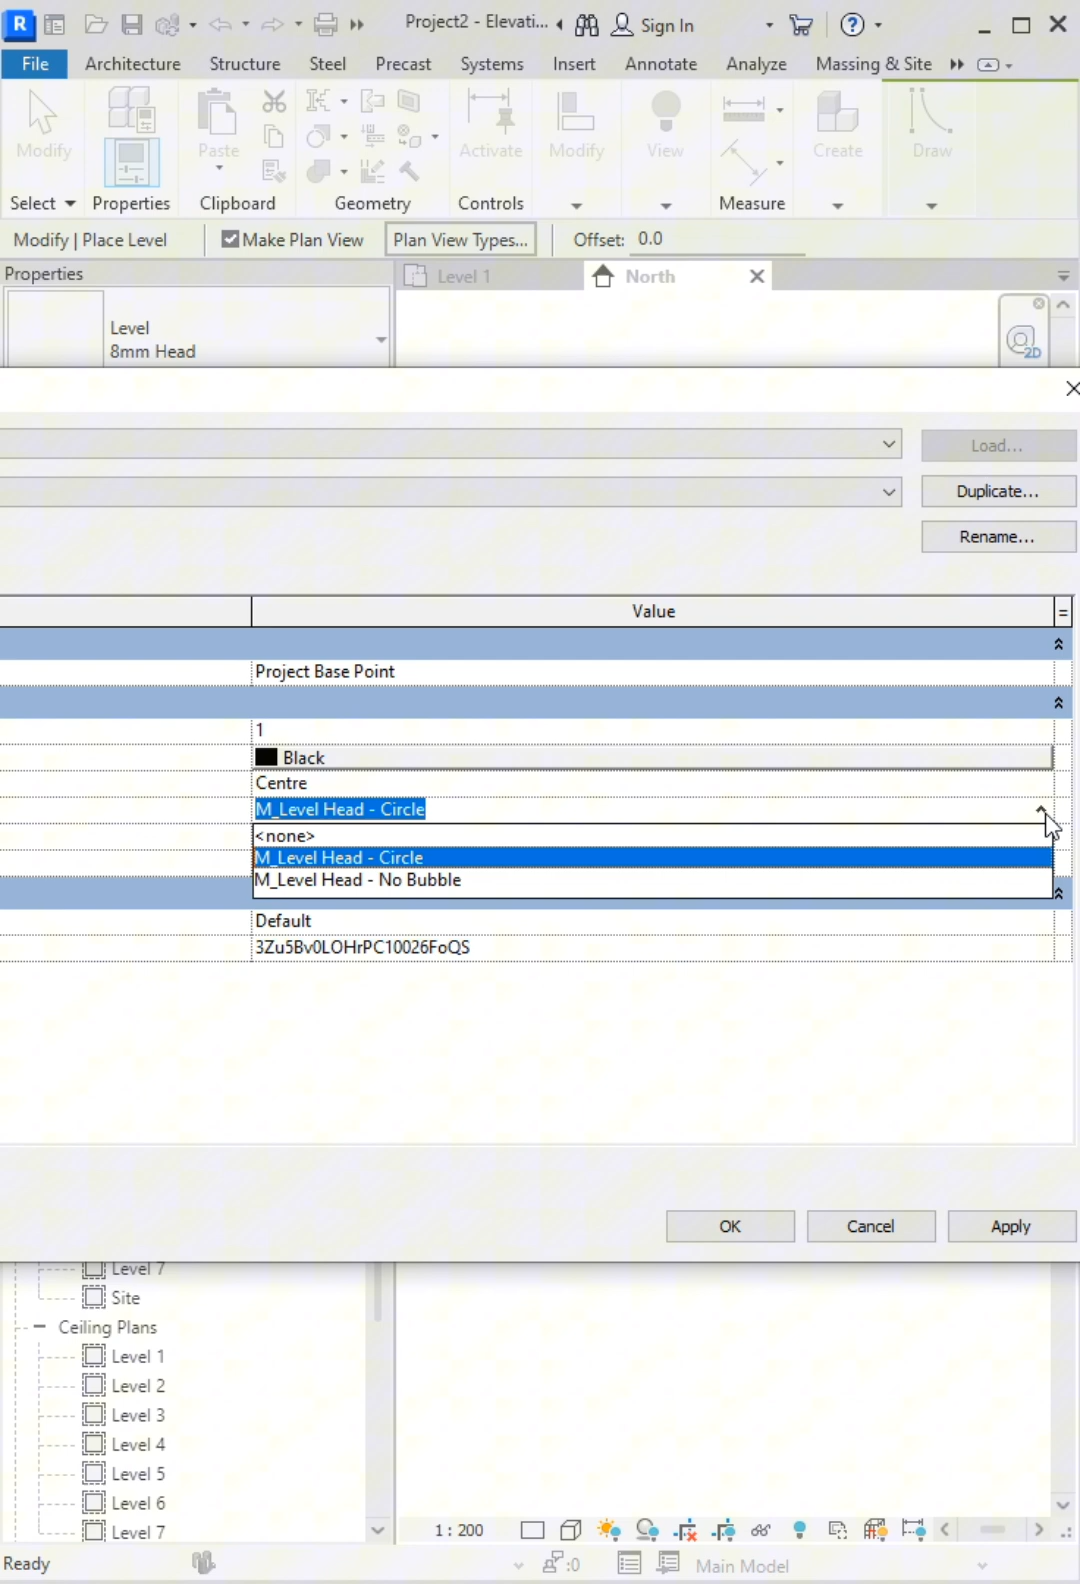 R Project2 - Elevati... Sign In ?
File Architecture Structure Steel Precast Systems Insert Annotate Analyze Massing & Site
Modify Paste Activate Modify View Create Draw
Select Properties Clipboard Geometry Controls Measure
Modify | Place Level Make Plan View Plan View Types... Offset: 0.0
Properties Level 1 North
Level
8mm Head
2D
Load...
Duplicate...
Rename...
Value =
Project Base Point
1
Black
Centre
M_Level Head - Circle
<none>
M_Level Head - Circle
M_Level Head - No Bubble
Default
3Zu5Bv0LOHrPC10026FoQS
OK Cancel Apply
Level 7
Site
Ceiling Plans
Level 1
Level 2
Level 3
Level 4
Level 5
Level 6
Level 7
1 : 200
Ready :0 Main Model